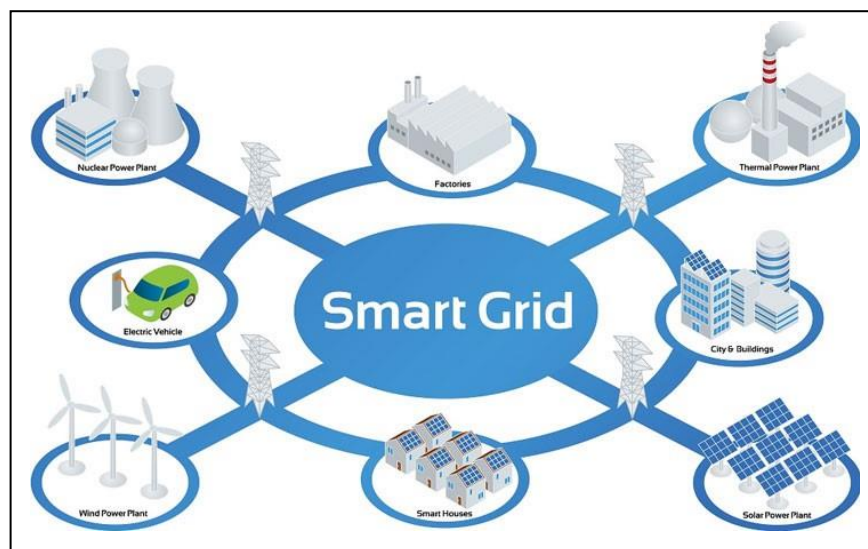 Nuclear Power Plant
Factories
Thermal Power Plant
Smart Grid
Electric Vehicle
City & Buildings
Wind Power Plant
Smart Houses
Solar Power Plant